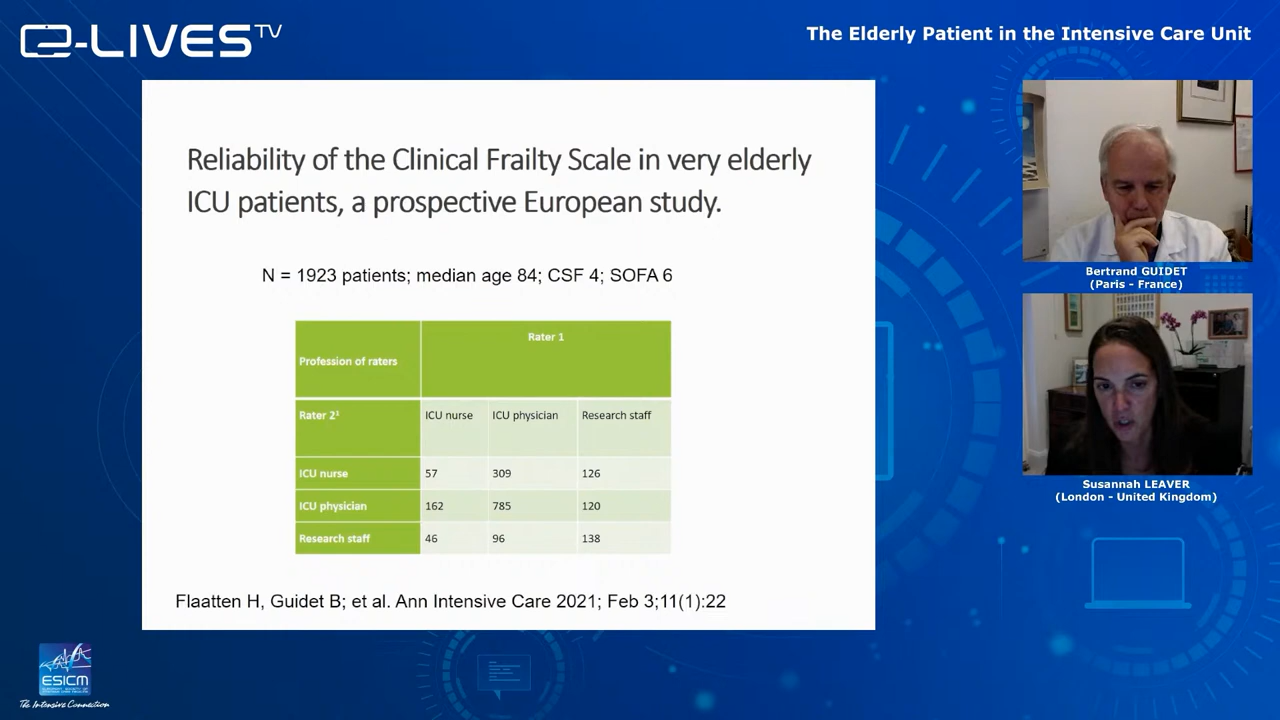 e-LIVES TV
The Elderly Patient in the Intensive Care Unit
Reliability of the Clinical Frailty Scale in very elderly
ICU patients, a prospective European study.
N = 1923 patients; median age 84; CSF 4; SOFA 6
Profession of raters
Rater 1
Rater 2¹
ICU nurse
ICU physician
Research staff
ICU nurse
57
309
126
ICU physician
162
785
120
Research staff
46
96
138
Flaatten H, Guidet B; et al. Ann Intensive Care 2021; Feb 3;11(1):22
Bertrand GUIDET
(Paris - France)
Susannah LEAVER
(London - United Kingdom)
ESICM
The Intensive Connection